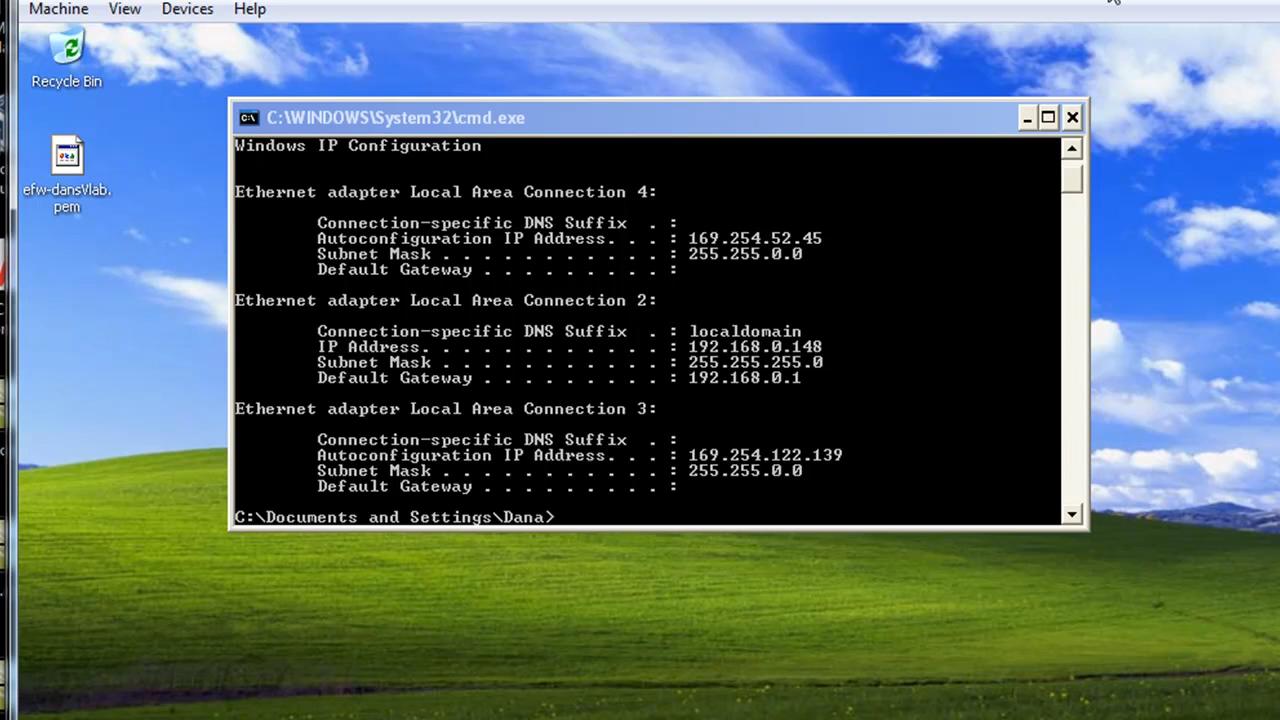 Machine View Devices Help
Recycle Bin
efw-dansVlab.
pem
C:\WINDOWS\System32\cmd.exe
Windows IP Configuration
Ethernet adapter Local Area Connection 4:
Connection-specific DNS Suffix . :
Autoconfiguration IP Address. . . : 169.254.52.45
Subnet Mask . . . . . . . . . . . : 255.255.0.0
Default Gateway . . . . . . . . . :
Ethernet adapter Local Area Connection 2:
Connection-specific DNS Suffix . : localdomain
IP Address. . . . . . . . . . . . : 192.168.0.148
Subnet Mask . . . . . . . . . . . : 255.255.255.0
Default Gateway . . . . . . . . . : 192.168.0.1
Ethernet adapter Local Area Connection 3:
Connection-specific DNS Suffix . :
Autoconfiguration IP Address. . . : 169.254.122.139
Subnet Mask . . . . . . . . . . . : 255.255.0.0
Default Gateway . . . . . . . . . :
C:\Documents and Settings\Dana>